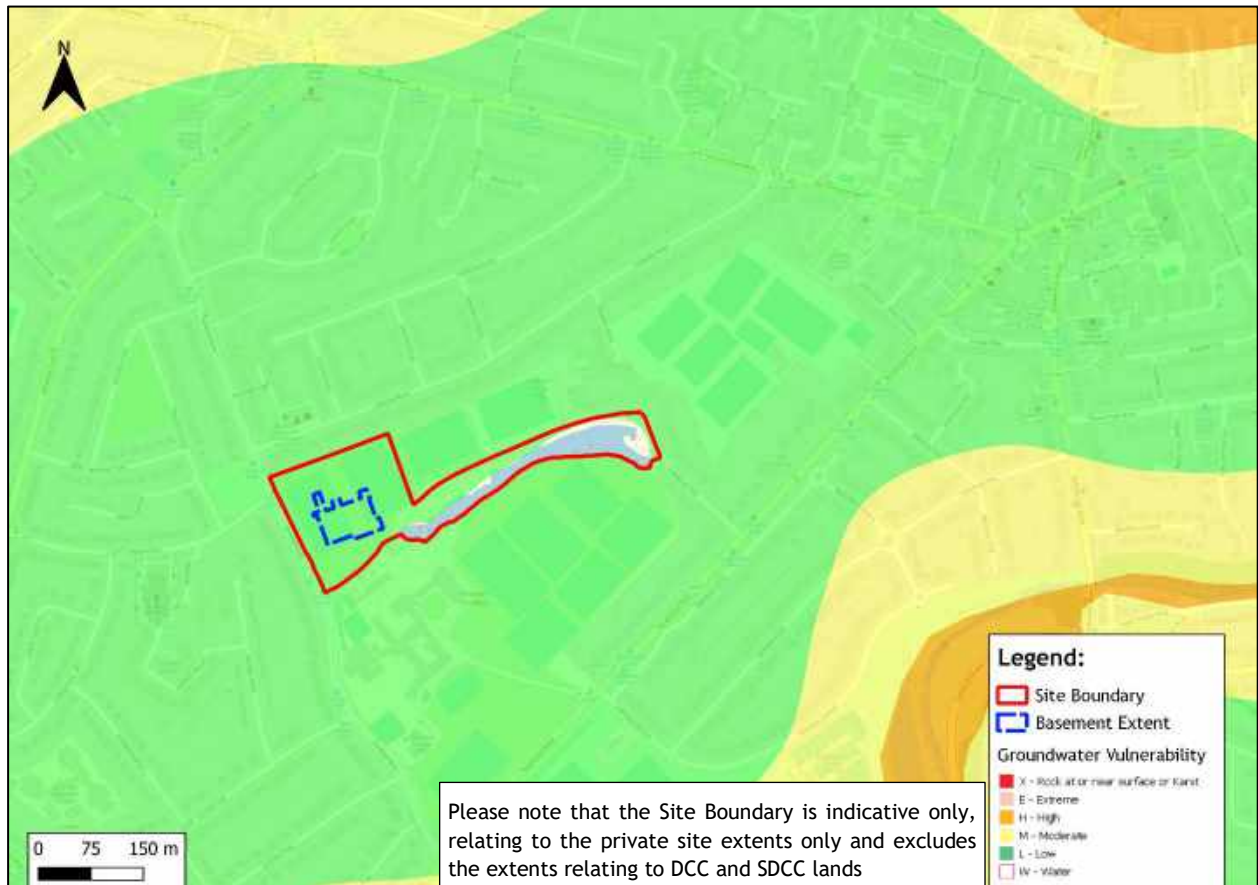 N
Legend:
Site Boundary
Basement Extent
Groundwater Vulnerability
X - Rock at or near surface or Karst
E - Extreme
H - High
M - Moderate
L - Low
W - Water
Please note that the Site Boundary is indicative only,
relating to the private site extents only and excludes
the extents relating to DCC and SDCC lands
0 75 150 m